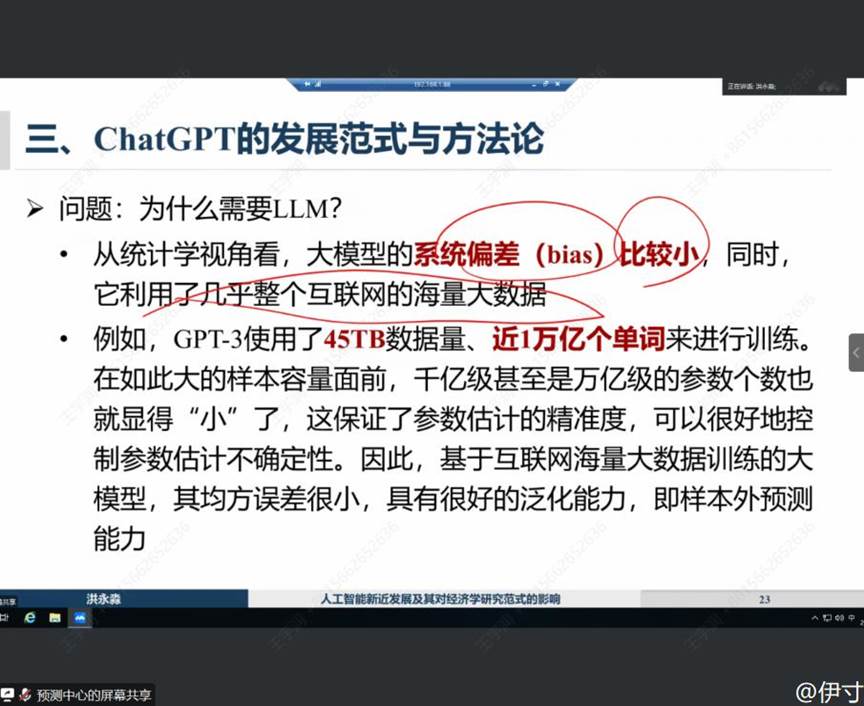 192.168.1.88
正在讲话: 洪永淼;
三、ChatGPT的发展范式与方法论
➢ 问题：为什么需要LLM？
• 从统计学视角看，大模型的系统偏差（bias）比较小，同时，
它利用了几乎整个互联网的海量大数据
• 例如，GPT-3使用了45TB数据量、近1万亿个单词来进行训练。
在如此大的样本容量面前，千亿级甚至是万亿级的参数个数也
就显得“小”了，这保证了参数估计的精准度，可以很好地控
制参数估计不确定性。因此，基于互联网海量大数据训练的大
模型，其均方误差很小，具有很好的泛化能力，即样本外预测
能力
洪永淼
人工智能新近发展及其对经济学研究范式的影响
23
预测中心的屏幕共享
@伊寸